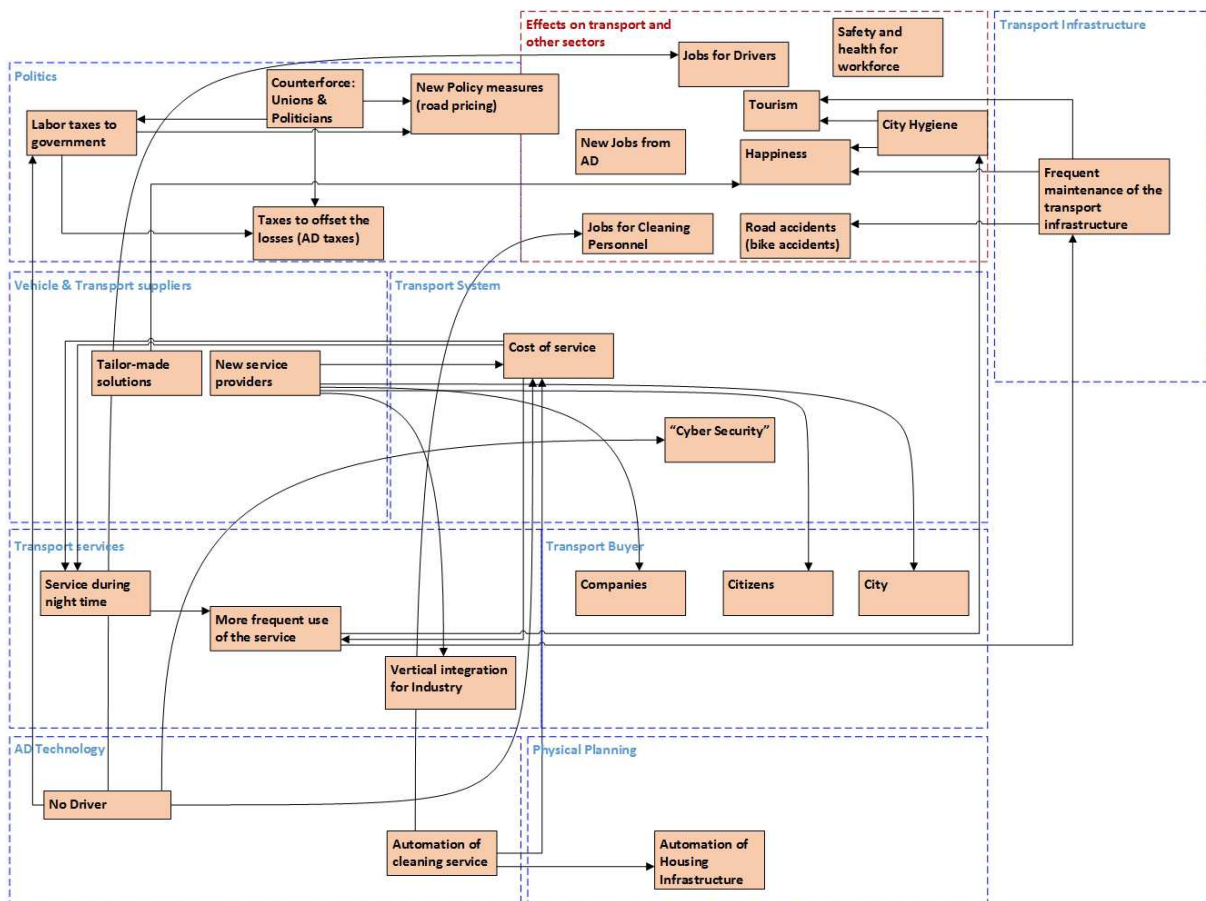 Effects on transport and
other sectors
Transport Infrastructure
Safety and
health for
workforce
Jobs for Drivers
Politics
Counterforce:
Unions &
Politicians
New Policy measures
(road pricing)
Labor taxes to
government
Tourism
City Hygiene
New Jobs from
AD
Happiness
Frequent
maintenance of the
transport
infrastructure
Taxes to offset the
losses (AD taxes)
Jobs for Cleaning
Personnel
Road accidents
(bike accidents)
Vehicle & Transport suppliers
Transport System
Cost of service
Tailor-made
solutions
New service
providers
“Cyber Security”
Transport services
Transport Buyer
Service during
night time
Companies
Citizens
City
More frequent use
of the service
Vertical integration
for Industry
AD Technology
Physical Planning
No Driver
Automation of
cleaning service
Automation of
Housing
Infrastructure